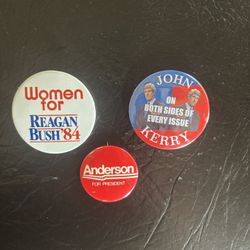 Women
for
REAGAN
BUSH '84
JOHN
ON
BOTH SIDES OF
EVERY ISSUE
KERRY
Anderson
FOR PRESIDENT